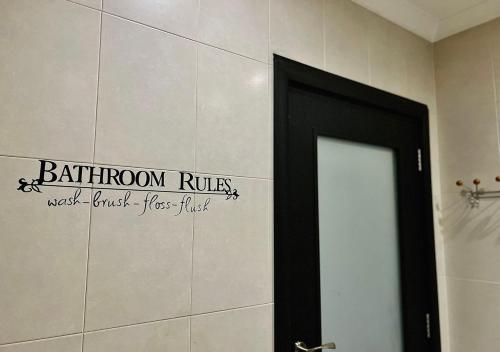 BATHROOM RULES
wash-brush-floss-flush